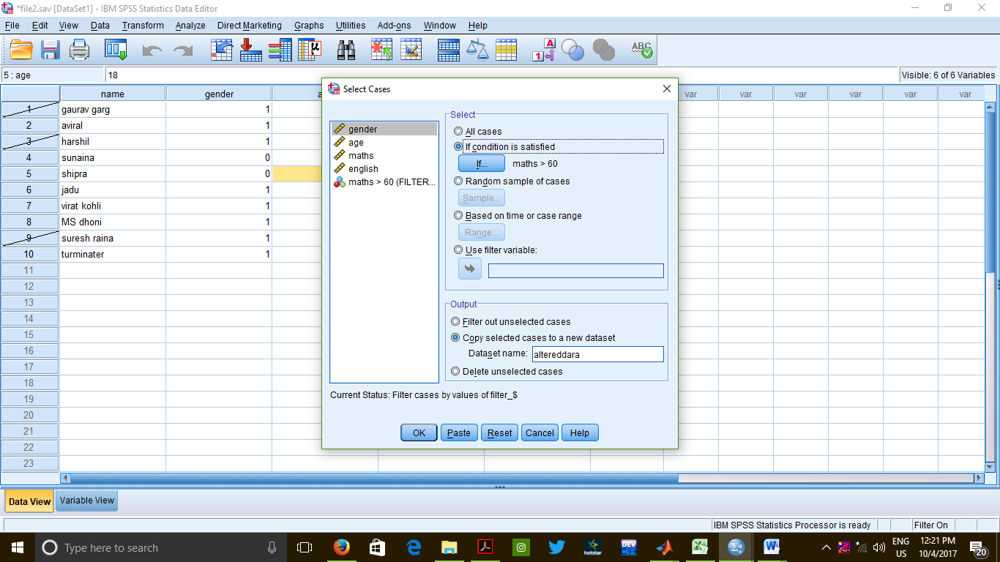 *file2.sav [DataSet1] - IBM SPSS Statistics Data Editor
File Edit View Data Transform Analyze Direct Marketing Graphs Utilities Add-ons Window Help
5 : age 18 Visible: 6 of 6 Variables
name gender a var var var var var var
1 gaurav garg 1
2 aviral 1
3 harshil 1
4 sunaina 0
5 shipra 0
6 jadu 1
7 virat kohli 1
8 MS dhoni 1
9 suresh raina 1
10 turminater 1
11
12
13
14
15
16
17
18
19
20
21
22
23
Select Cases
gender
age
maths
english
maths > 60 (FILTER...
Select
All cases
If condition is satisfied
If... maths > 60
Random sample of cases
Sample...
Based on time or case range
Range...
Use filter variable:
Output
Filter out unselected cases
Copy selected cases to a new dataset
Dataset name: altereddara
Delete unselected cases
Current Status: Filter cases by values of filter_$
OK Paste Reset Cancel Help
Data View Variable View
IBM SPSS Statistics Processor is ready Filter On
Type here to search
hotstar
DEV
ENG
US
12:21 PM
10/4/2017
20